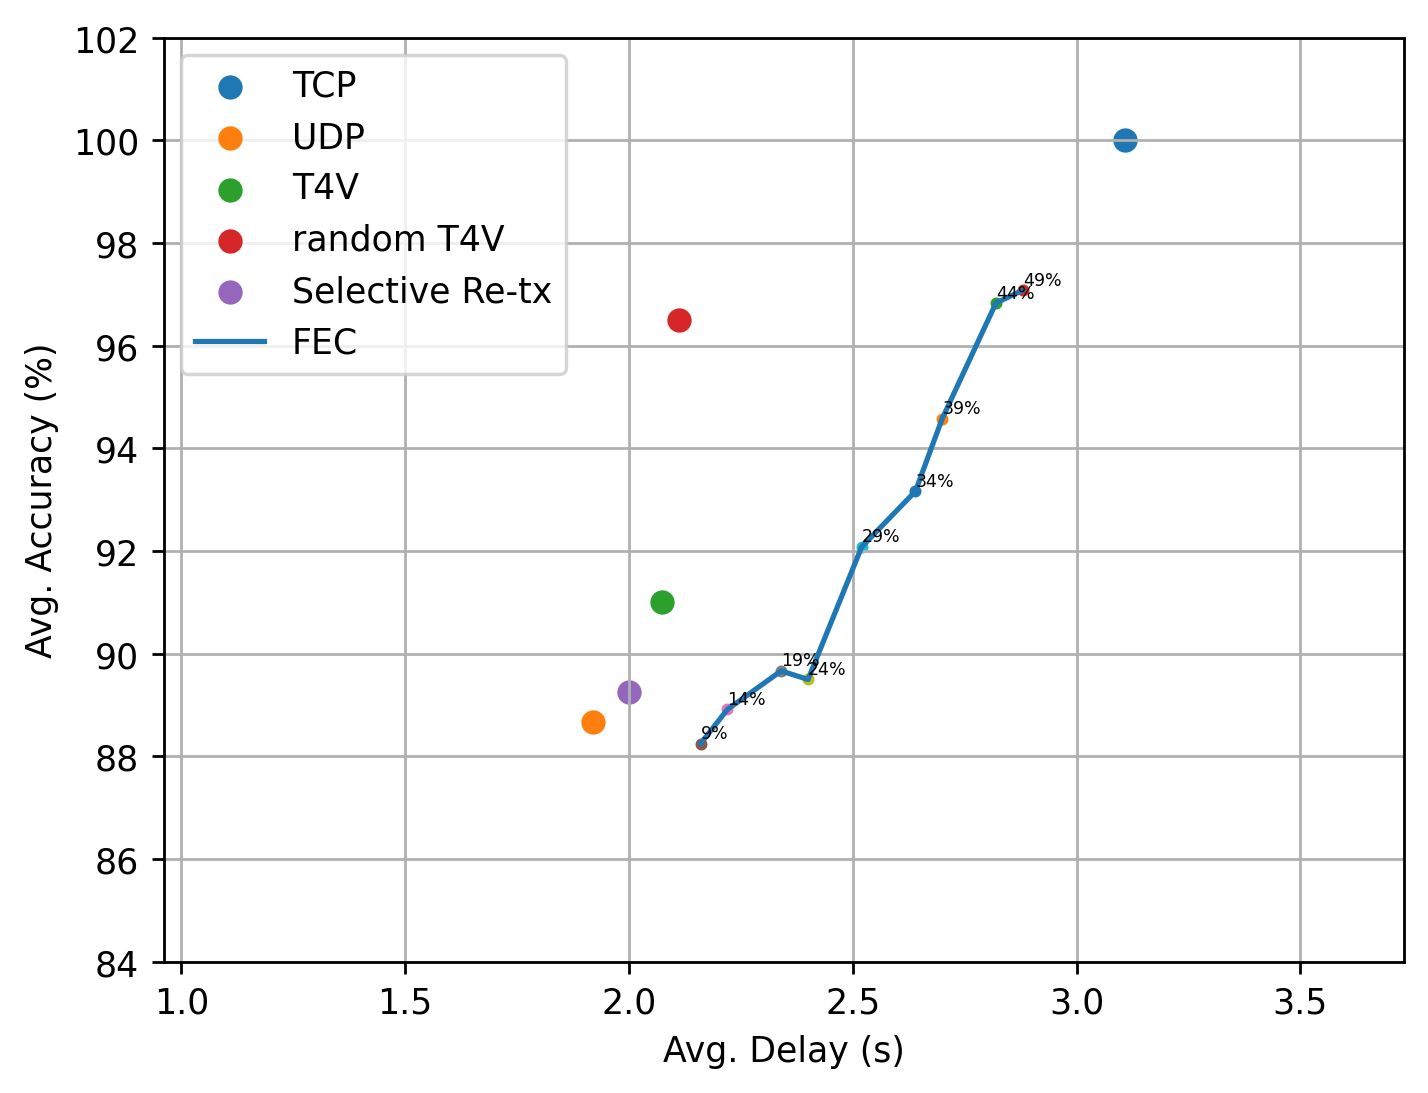 102
100
98
96
94
92
90
88
86
84
Avg. Accuracy (%)
TCP
UDP
T4V
random T4V
Selective Re-tx
FEC
49%
44%
39%
34%
29%
19%
24%
14%
9%
1.0 1.5 2.0 2.5 3.0 3.5
Avg. Delay (s)